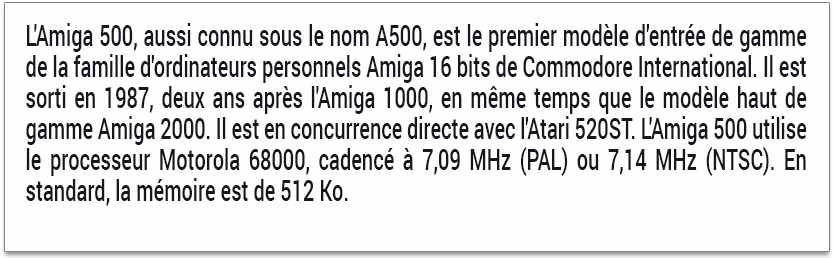 L'Amiga 500, aussi connu sous le nom A500, est le premier modèle d'entrée de gamme
de la famille d'ordinateurs personnels Amiga 16 bits de Commodore International. Il est
sorti en 1987, deux ans après l'Amiga 1000, en même temps que le modèle haut de
gamme Amiga 2000. Il est en concurrence directe avec l'Atari 520ST. L'Amiga 500 utilise
le processeur Motorola 68000, cadencé à 7,09 MHz (PAL) ou 7,14 MHz (NTSC). En
standard, la mémoire est de 512 Ko.